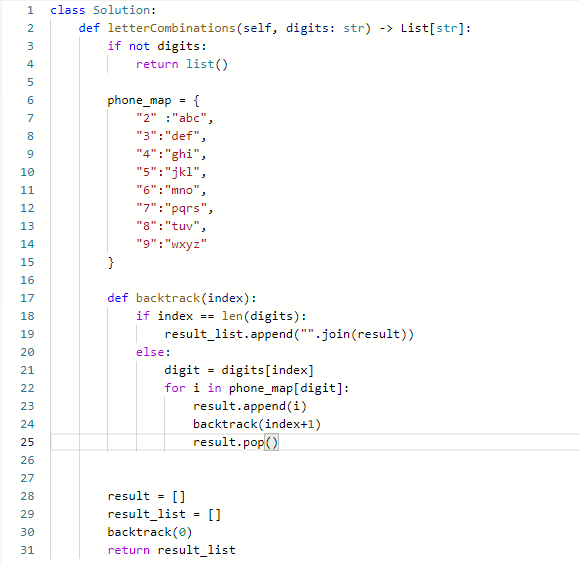 1 class Solution:
2     def letterCombinations(self, digits: str) -> List[str]:
3         if not digits:
4             return list()
5
6         phone_map = {
7             "2" :"abc",
8             "3":"def",
9             "4":"ghi",
10             "5":"jkl",
11             "6":"mno",
12             "7":"pqrs",
13             "8":"tuv",
14             "9":"wxyz"
15         }
16
17         def backtrack(index):
18             if index == len(digits):
19                 result_list.append("".join(result))
20             else:
21                 digit = digits[index]
22                 for i in phone_map[digit]:
23                     result.append(i)
24                     backtrack(index+1)
25                     result.pop()
26
27
28         result = []
29         result_list = []
30         backtrack(0)
31         return result_list